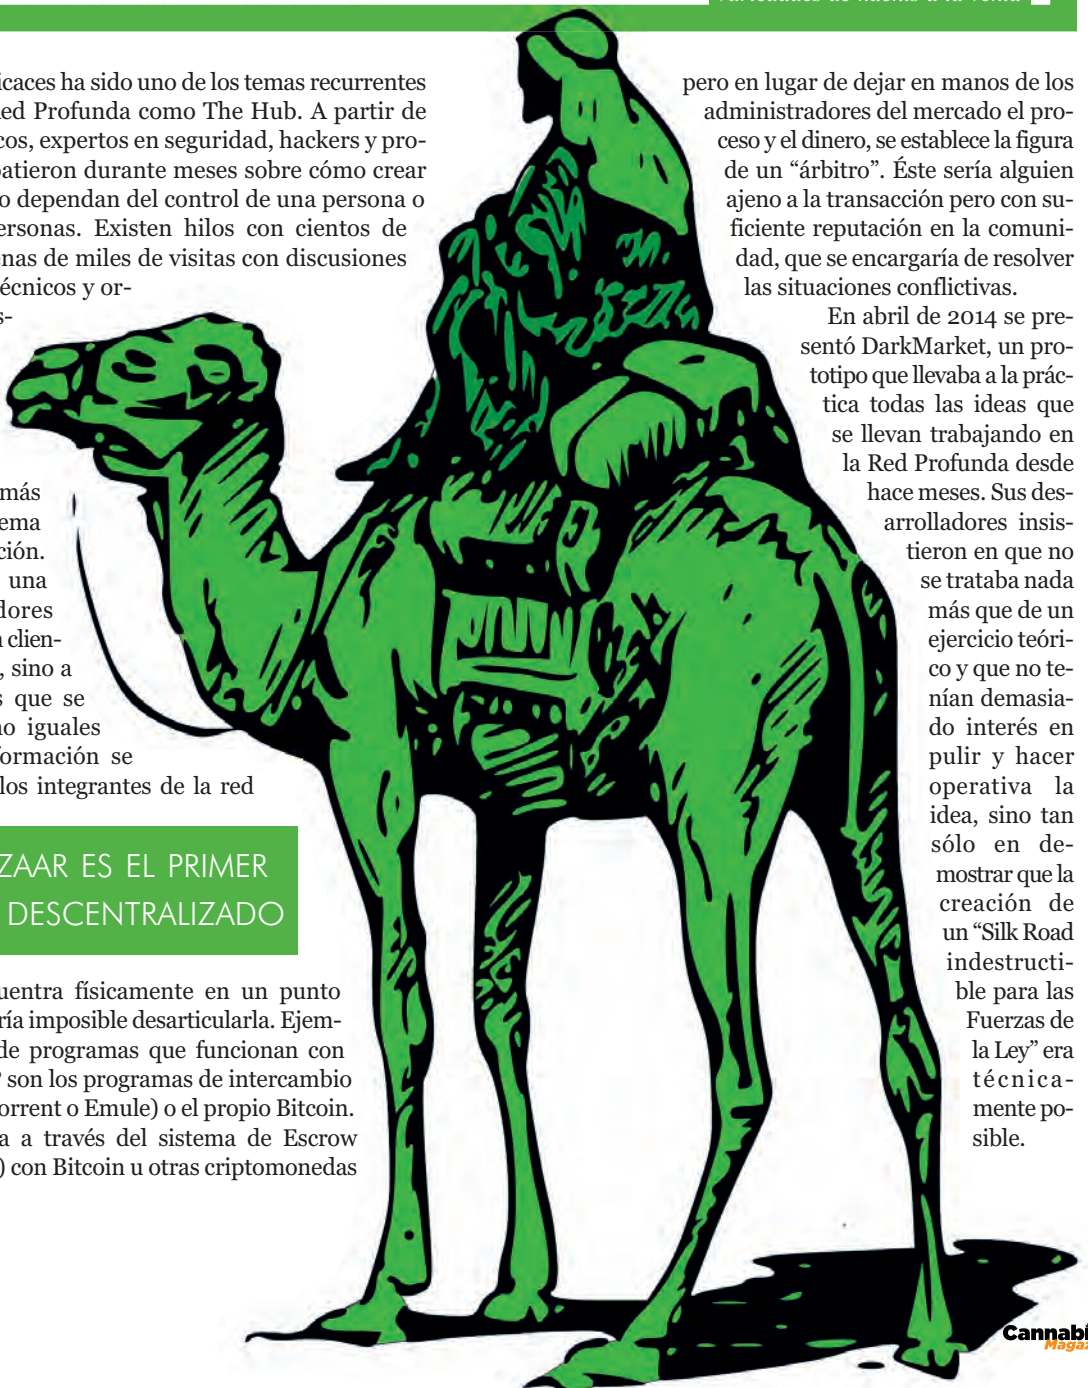 a la venta
icaces ha sido uno de los temas recurrentes
ed Profunda como The Hub. A partir de
cos, expertos en seguridad, hackers y pro-
batieron durante meses sobre cómo crear
o dependan del control de una persona o
ersonas. Existen hilos con cientos de
enas de miles de visitas con discusiones
écnicos y or-
s-
más
ema
ción.
una
dores
n clien-
, sino a
s que se
no iguales
formación se
los integrantes de la red
ZAAR ES EL PRIMER
DESCENTRALIZADO
uentra físicamente en un punto
ría imposible desarticularla. Ejem-
de programas que funcionan con
P son los programas de intercambio
orrent o Emule) o el propio Bitcoin.
a a través del sistema de Escrow
) con Bitcoin u otras criptomonedas
pero en lugar de dejar en manos de los
administradores del mercado el pro-
ceso y el dinero, se establece la figura
de un “árbitro”. Éste sería alguien
ajeno a la transacción pero con su-
ficiente reputación en la comuni-
dad, que se encargaría de resolver
las situaciones conflictivas.
En abril de 2014 se pre-
sentó DarkMarket, un pro-
totipo que llevaba a la prác-
tica todas las ideas que
se llevan trabajando en
la Red Profunda desde
hace meses. Sus des-
arrolladores insis-
tieron en que no
se trataba nada
más que de un
ejercicio teóri-
co y que no te-
nían demasia-
do interés en
pulir y hacer
operativa la
idea, sino tan
sólo en de-
mostrar que la
creación de
un “Silk Road
indestructi-
ble para las
Fuerzas de
la Ley” era
técnica-
mente po-
sible.
Cannabi
Magaz